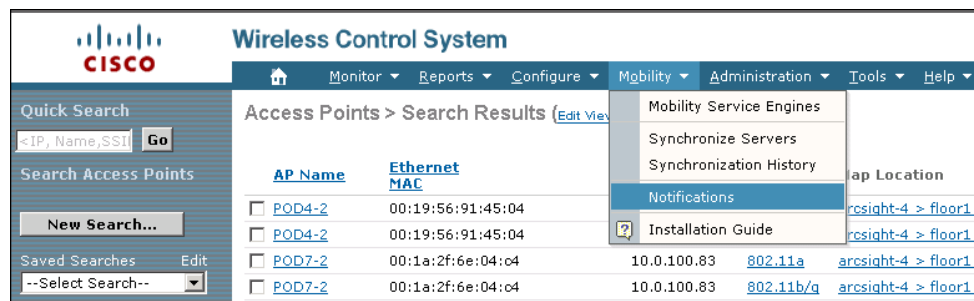 CISCO
Wireless Control System
Monitor Reports Configure Mobility Administration Tools Help
Quick Search
<IP, Name,SSI Go
Search Access Points
New Search...
Saved Searches Edit
--Select Search--
Access Points > Search Results (Edit View
Mobility Service Engines
Synchronize Servers
Synchronization History
Notifications
Installation Guide
AP Name Ethernet MAC Location
POD4-2 00:19:56:91:45:04 rcsight-4 > floor1
POD4-2 00:19:56:91:45:04 rcsight-4 > floor1
POD7-2 00:1a:2f:6e:04:c4 10.0.100.83 802.11a arcsight-4 > floor1
POD7-2 00:1a:2f:6e:04:c4 10.0.100.83 802.11b/g arcsight-4 > floor1